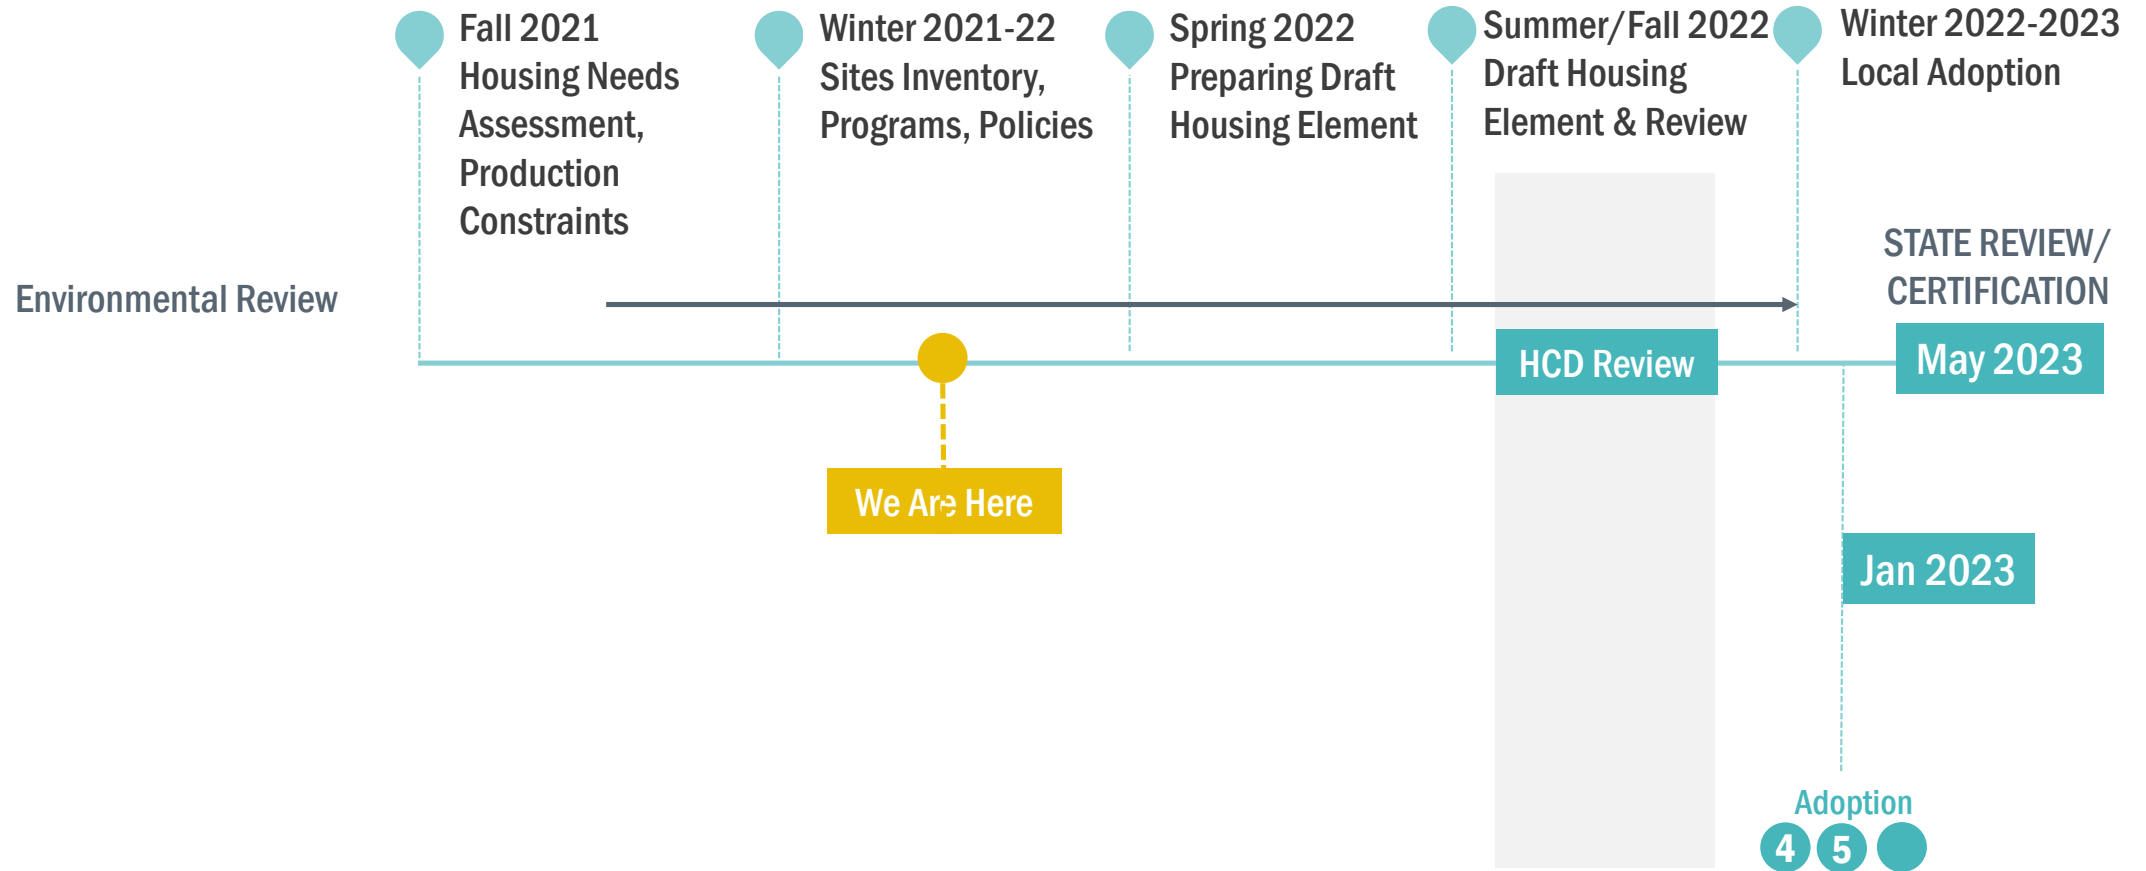 Fall 2021
Housing Needs
Assessment,
Production
Constraints
Winter 2021-22
Sites Inventory,
Programs, Policies
Spring 2022
Preparing Draft
Housing Element
Summer/Fall 2022
Draft Housing
Element & Review
Winter 2022-2023
Local Adoption
STATE REVIEW/
CERTIFICATION
Environmental Review
HCD Review
May 2023
We Are Here
Jan 2023
Adoption
4 5